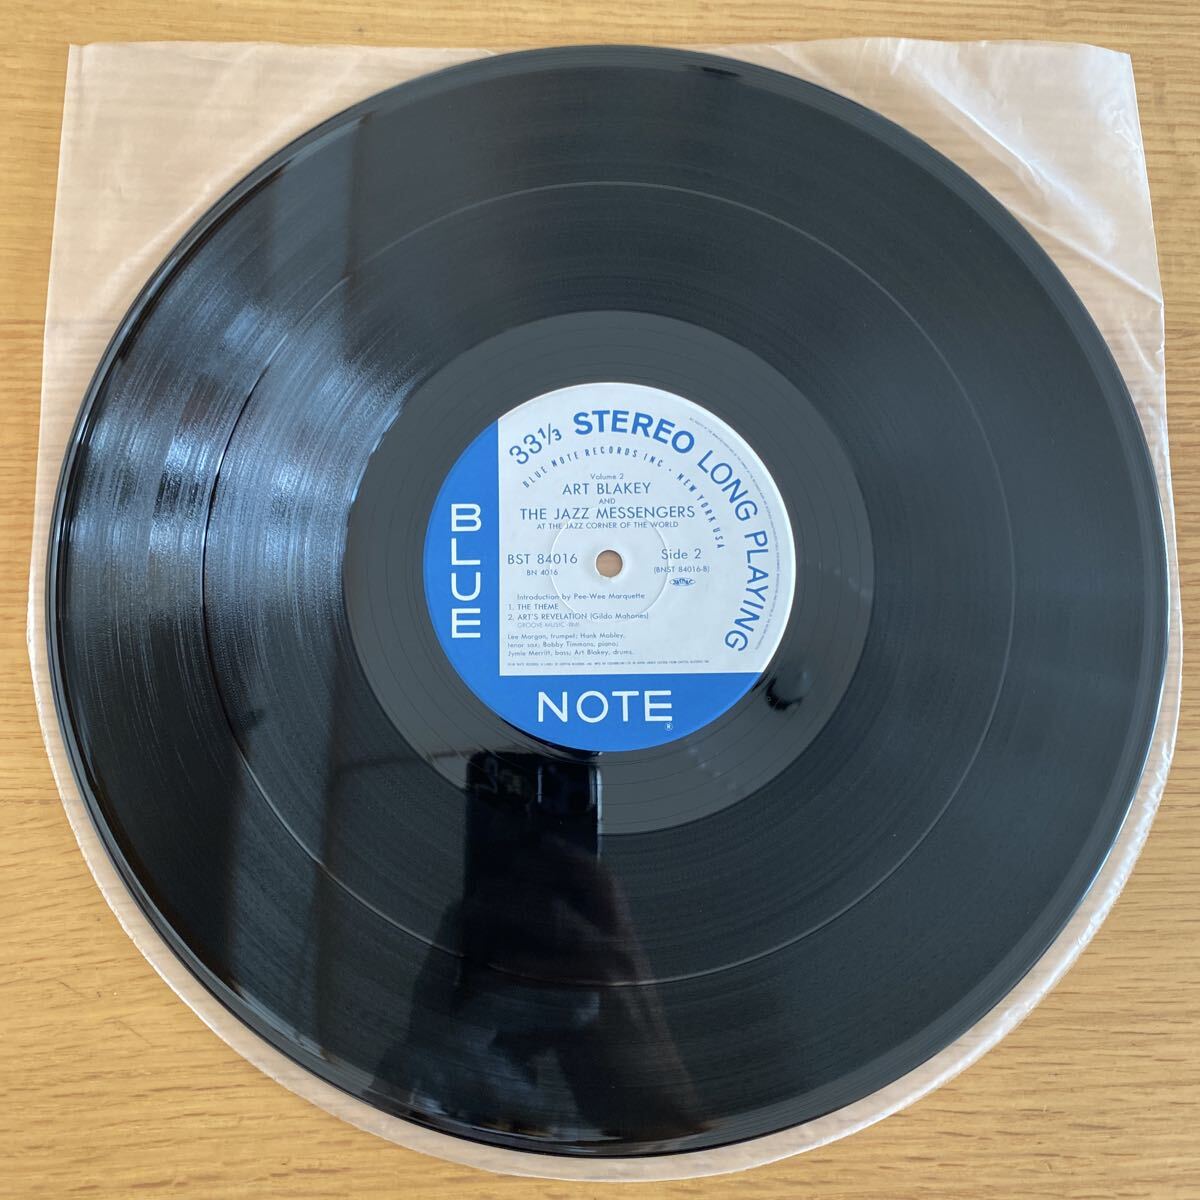 33⅓ STEREO LONG PLAYING
BLUE NOTE RECORDS INC • NEW YORK USA
Volume 2
ART BLAKEY
AND
THE JAZZ MESSENGERS
AT THE JAZZ CORNER OF THE WORLD
BST 84016
BN 4016
Side 2
(BNST 84016-B)
Introduction by Pee-Wee Marquette
1. THE THEME
2. ART'S REVELATION (Gildo Mahones)
GROOVE MUSIC-BMI
Lee Morgan, trumpet; Hank Mobley,
tenor sax; Bobby Timmons, piano;
Jymie Merritt, bass; Art Blakey, drums.
BLUE
NOTE
®